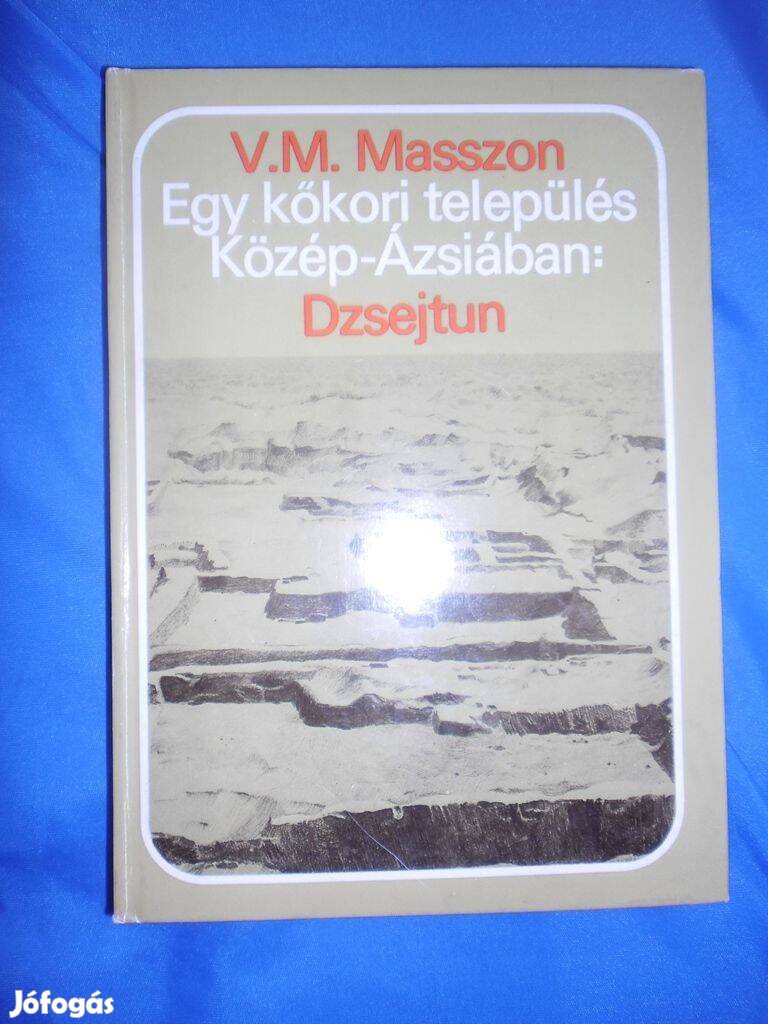 V.M. Masszon
Egy kőkori település
Közép-Ázsiában:
Dzsejtun
Jófogás